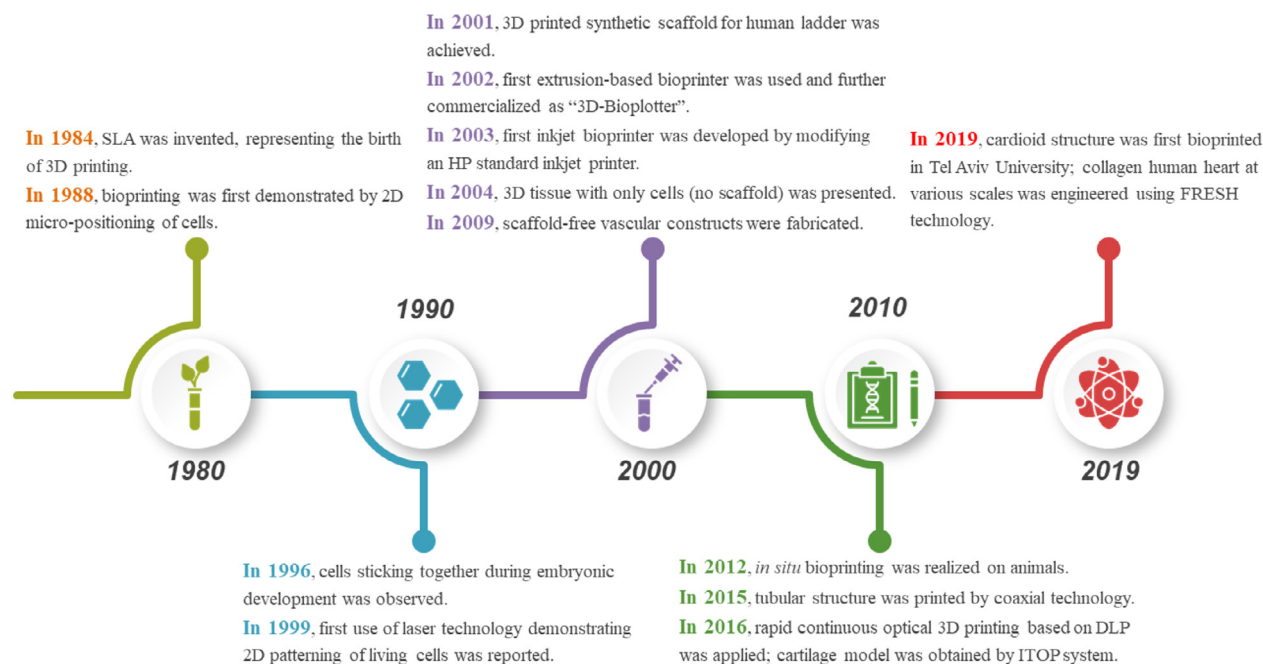 In 1984, SLA was invented, representing the birth
of 3D printing.
In 1988, bioprinting was first demonstrated by 2D
micro-positioning of cells.
1980
1990
In 1996, cells sticking together during embryonic
development was observed.
In 1999, first use of laser technology demonstrating
2D patterning of living cells was reported.
In 2001, 3D printed synthetic scaffold for human ladder was
achieved.
In 2002, first extrusion-based bioprinter was used and further
commercialized as “3D-Bioplotter”.
In 2003, first inkjet bioprinter was developed by modifying
an HP standard inkjet printer.
In 2004, 3D tissue with only cells (no scaffold) was presented.
In 2009, scaffold-free vascular constructs were fabricated.
2000
2010
In 2012, in situ bioprinting was realized on animals.
In 2015, tubular structure was printed by coaxial technology.
In 2016, rapid continuous optical 3D printing based on DLP
was applied; cartilage model was obtained by ITOP system.
In 2019, cardioid structure was first bioprinted
in Tel Aviv University; collagen human heart at
various scales was engineered using FRESH
technology.
2019